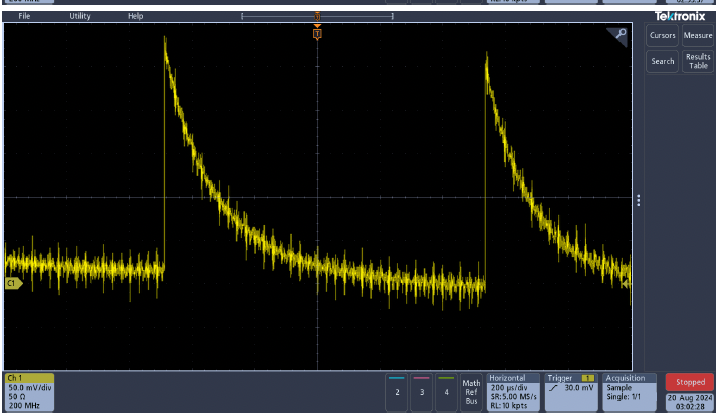 File Utility Help
Tektronix
T
Cursors Measure
Search Results
Table
C1
Ch 1
50.0 mV/div
50 Ω
200 MHz
2 3 4
Math
Ref
Bus
Horizontal
200 µs/div
SR:5.00 MS/s
RL:10 kpts
Trigger 1
30.0 mV
Acquisition
Sample
Single: 1/1
Stopped
20 Aug 2024
03:02:28